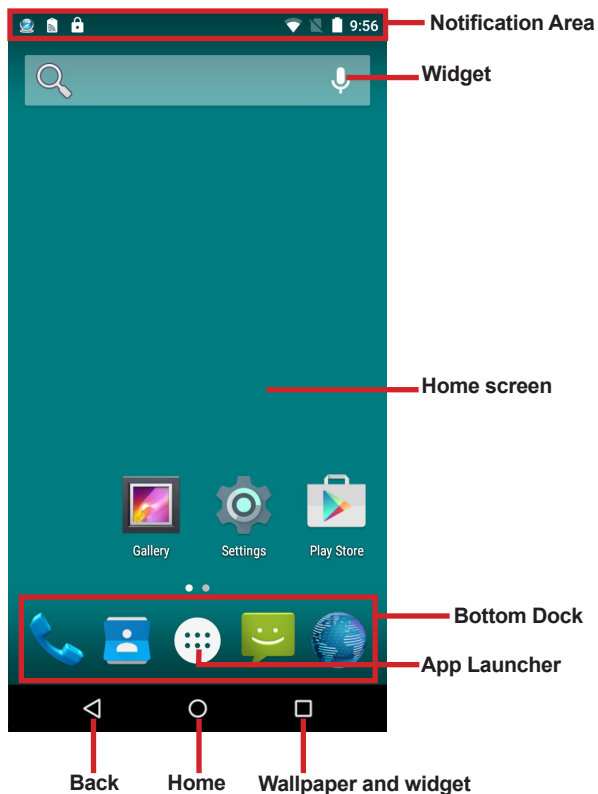 9:56
Notification Area
Widget
Home screen
Gallery
Settings
Play Store
Bottom Dock
App Launcher
Back
Home
Wallpaper and widget